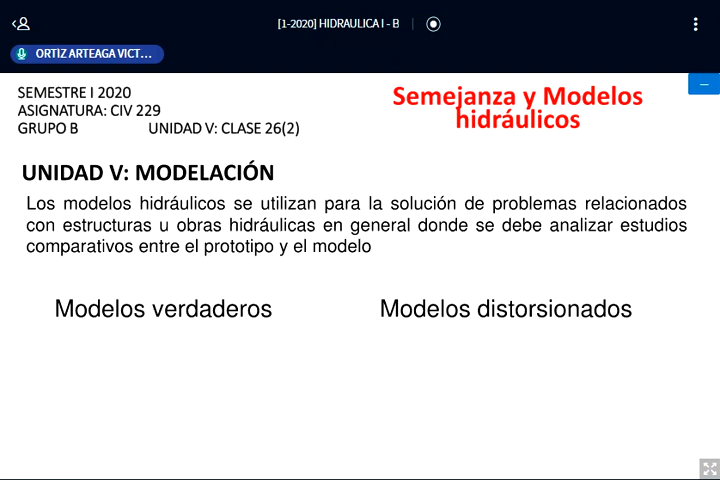 [1-2020] HIDRAULICA I - B
ORTÍZ ARTEAGA VICT...
SEMESTRE I 2020
ASIGNATURA: CIV 229
GRUPO B UNIDAD V: CLASE 26(2)
Semejanza y Modelos
hidráulicos
UNIDAD V: MODELACIÓN
Los modelos hidráulicos se utilizan para la solución de problemas relacionados
con estructuras u obras hidráulicas en general donde se debe analizar estudios
comparativos entre el prototipo y el modelo
Modelos verdaderos Modelos distorsionados